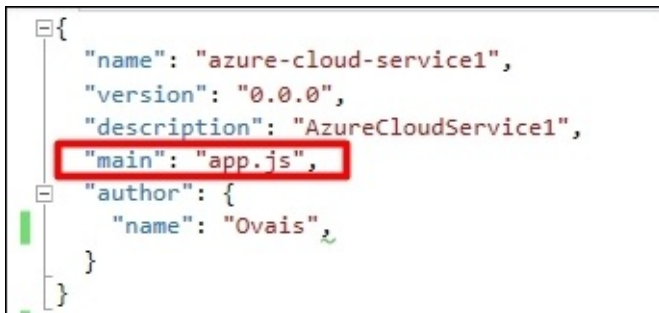 {
"name": "azure-cloud-service1",
"version": "0.0.0",
"description": "AzureCloudService1",
"main": "app.js",
"author": {
"name": "Ovais",
}
}